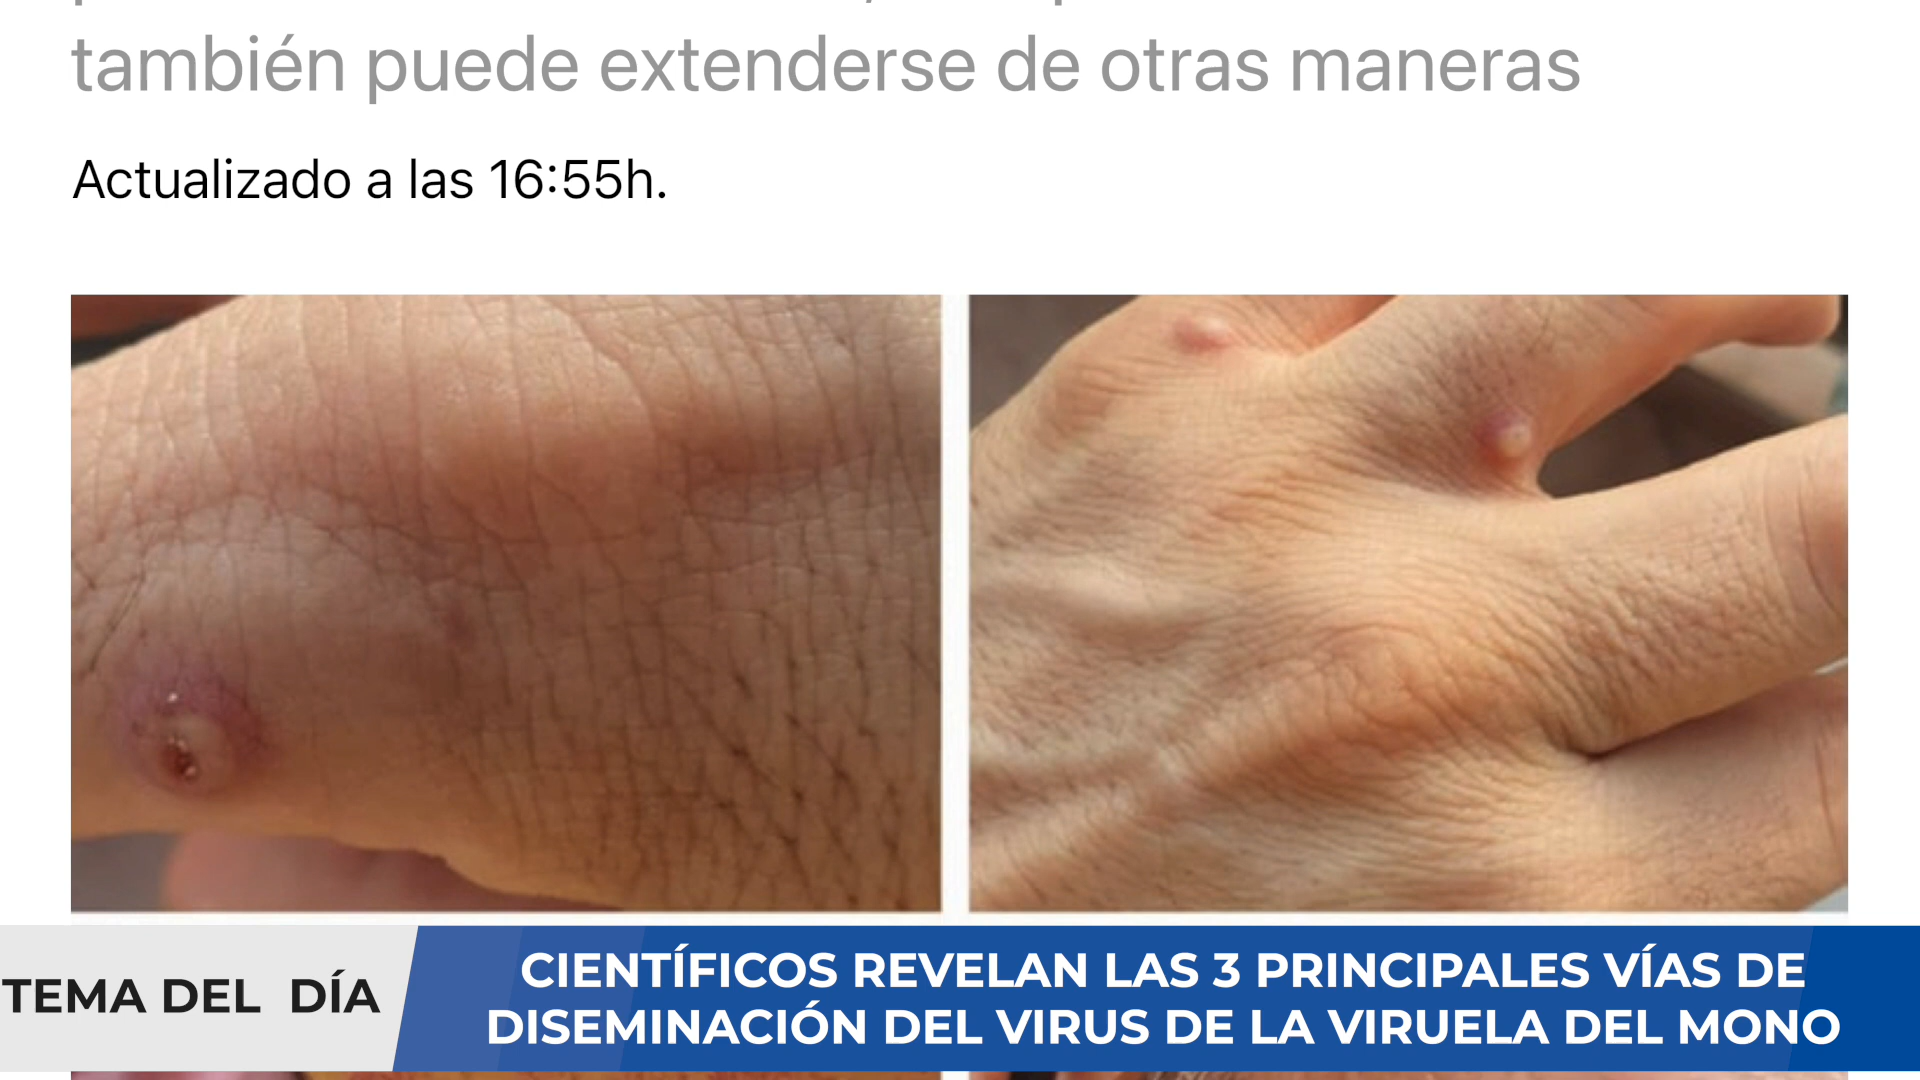 también puede extenderse de otras maneras
Actualizado a las 16:55h.
TEMA DEL DÍA
CIENTÍFICOS REVELAN LAS 3 PRINCIPALES VÍAS DE
DISEMINACIÓN DEL VIRUS DE LA VIRUELA DEL MONO